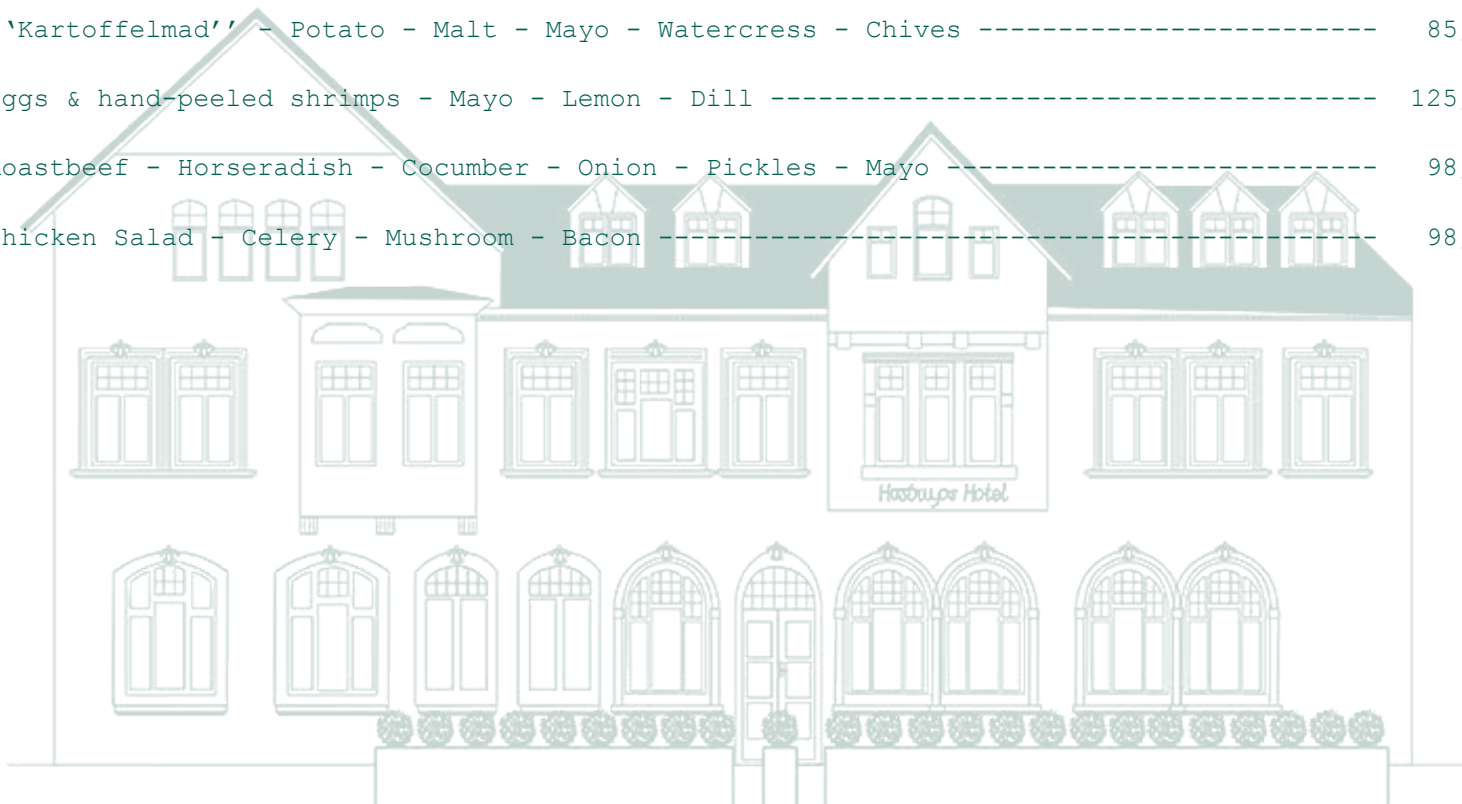 ‘Kartoffelmad’’ - Potato - Malt - Mayo - Watercress - Chives ------------------------- 85
ggs & hand-peeled shrimps - Mayo - Lemon - Dill -------------------------------------- 125
oastbeef - Horseradish - Cocumber - Onion - Pickles - Mayo --------------------------- 98
hicken Salad - Celery - Mushroom - Bacon --------------------------------------------- 98
Hotel